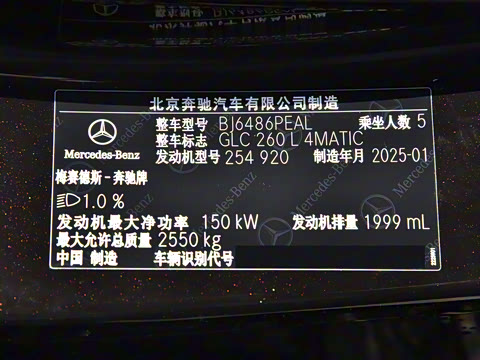 北京奔驰汽车有限公司制造
整车型号 BJ6486PEAL 乘坐人数 5
整车标志 GLC 260 L 4MATIC
Mercedes-Benz 发动机型号 254 920 制造年月 2025-01
梅赛德斯-奔驰牌
1.0 %
发动机最大净功率 150 kW 发动机排量 1999 mL
最大允许总质量 2550 kg
中国 制造 车辆识别代号